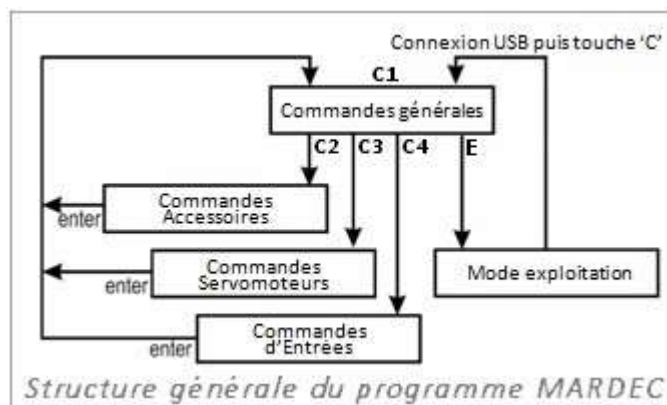 Connexion USB puis touche 'C'
C1
Commandes générales
C2
C3
C4
E
Commandes
Accessoires
enter
Commandes
Servomoteurs
enter
Mode exploitation
Commandes
d'Entrées
enter
Structure générale du programme MARDEC